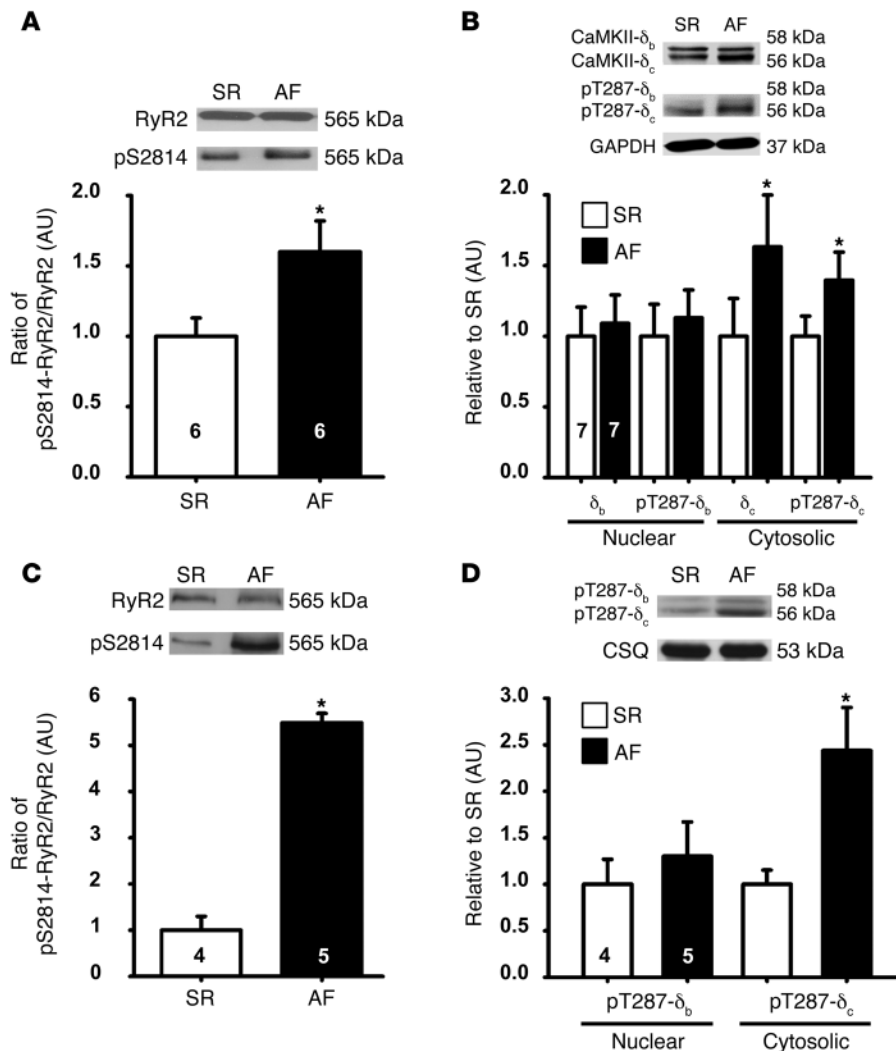 A
SR AF
RyR2 565 kDa
pS2814 565 kDa
Ratio of
pS2814-RyR2/RyR2 (AU)
2.0
1.5
1.0
0.5
0.0
*
6 6
SR AF
B
SR AF
CaMKII-δb 58 kDa
CaMKII-δc 56 kDa
pT287-δb 58 kDa
pT287-δc 56 kDa
GAPDH 37 kDa
Relative to SR (AU)
2.0
1.5
1.0
0.5
0.0
SR
AF
* *
7 7
δb pT287-δb δc pT287-δc
Nuclear Cytosolic
C
SR AF
RyR2 565 kDa
pS2814 565 kDa
Ratio of
pS2814-RyR2/RyR2 (AU)
6
5
4
3
2
1
0
*
4 5
SR AF
D
SR AF
pT287-δb 58 kDa
pT287-δc 56 kDa
CSQ 53 kDa
Relative to SR (AU)
3.0
2.5
2.0
1.5
1.0
0.5
0.0
SR
AF
*
4 5
pT287-δb pT287-δc
Nuclear Cytosolic